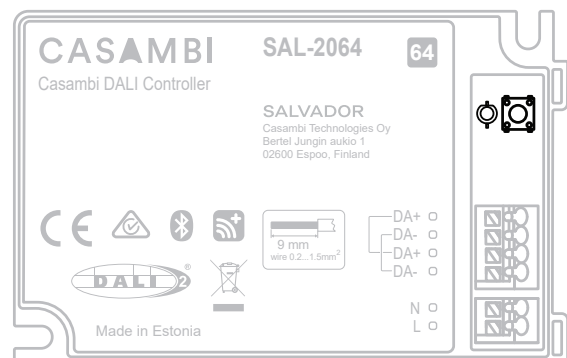 CASAMBI
Casambi DALI Controller
SAL-2064
64
SALVADOR
Casambi Technologies Oy
Bertel Jungin aukio 1
02600 Espoo, Finland
CE
9 mm
wire 0.2...1.5mm²
DA+
DA-
DA+
DA-
N
L
DALI 2®
Made in Estonia